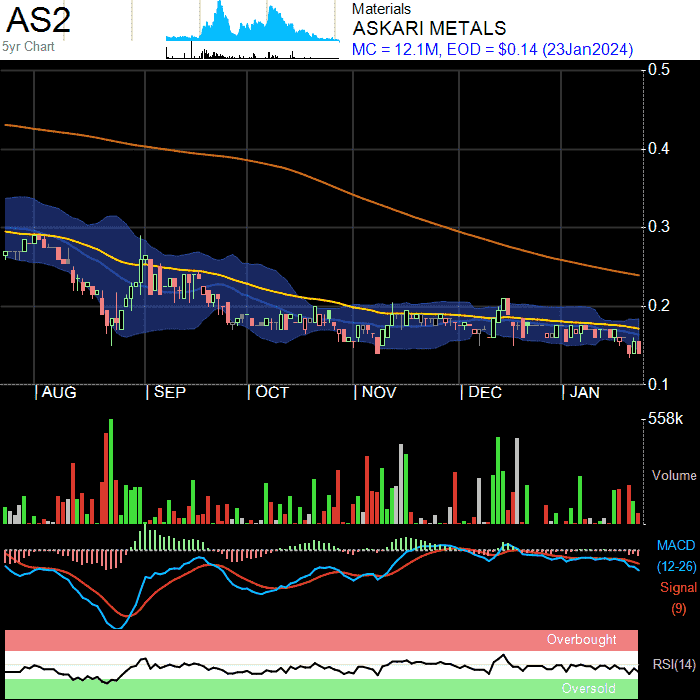 AS2
5yr Chart
Materials
ASKARI METALS
MC = 12.1M, EOD = $0.14 (23Jan2024)
0.5
0.4
0.3
0.2
0.1
| AUG | SEP | OCT | NOV | DEC | JAN
558k
Volume
MACD
(12-26)
Signal
(9)
Overbought
RSI(14)
Oversold